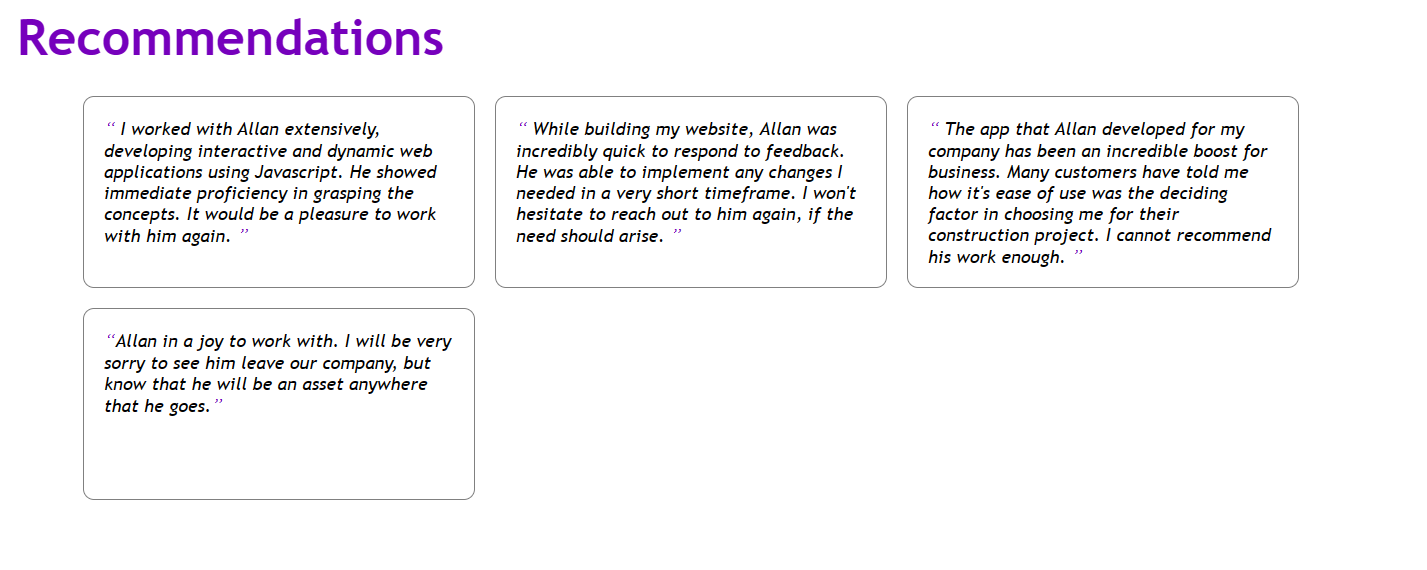 Recommendations
“ I worked with Allan extensively,
developing interactive and dynamic web
applications using Javascript. He showed
immediate proficiency in grasping the
concepts. It would be a pleasure to work
with him again. ”
“ While building my website, Allan was
incredibly quick to respond to feedback.
He was able to implement any changes I
needed in a very short timeframe. I won't
hesitate to reach out to him again, if the
need should arise. ”
“ The app that Allan developed for my
company has been an incredible boost for
business. Many customers have told me
how it's ease of use was the deciding
factor in choosing me for their
construction project. I cannot recommend
his work enough. ”
“Allan in a joy to work with. I will be very
sorry to see him leave our company, but
know that he will be an asset anywhere
that he goes.”